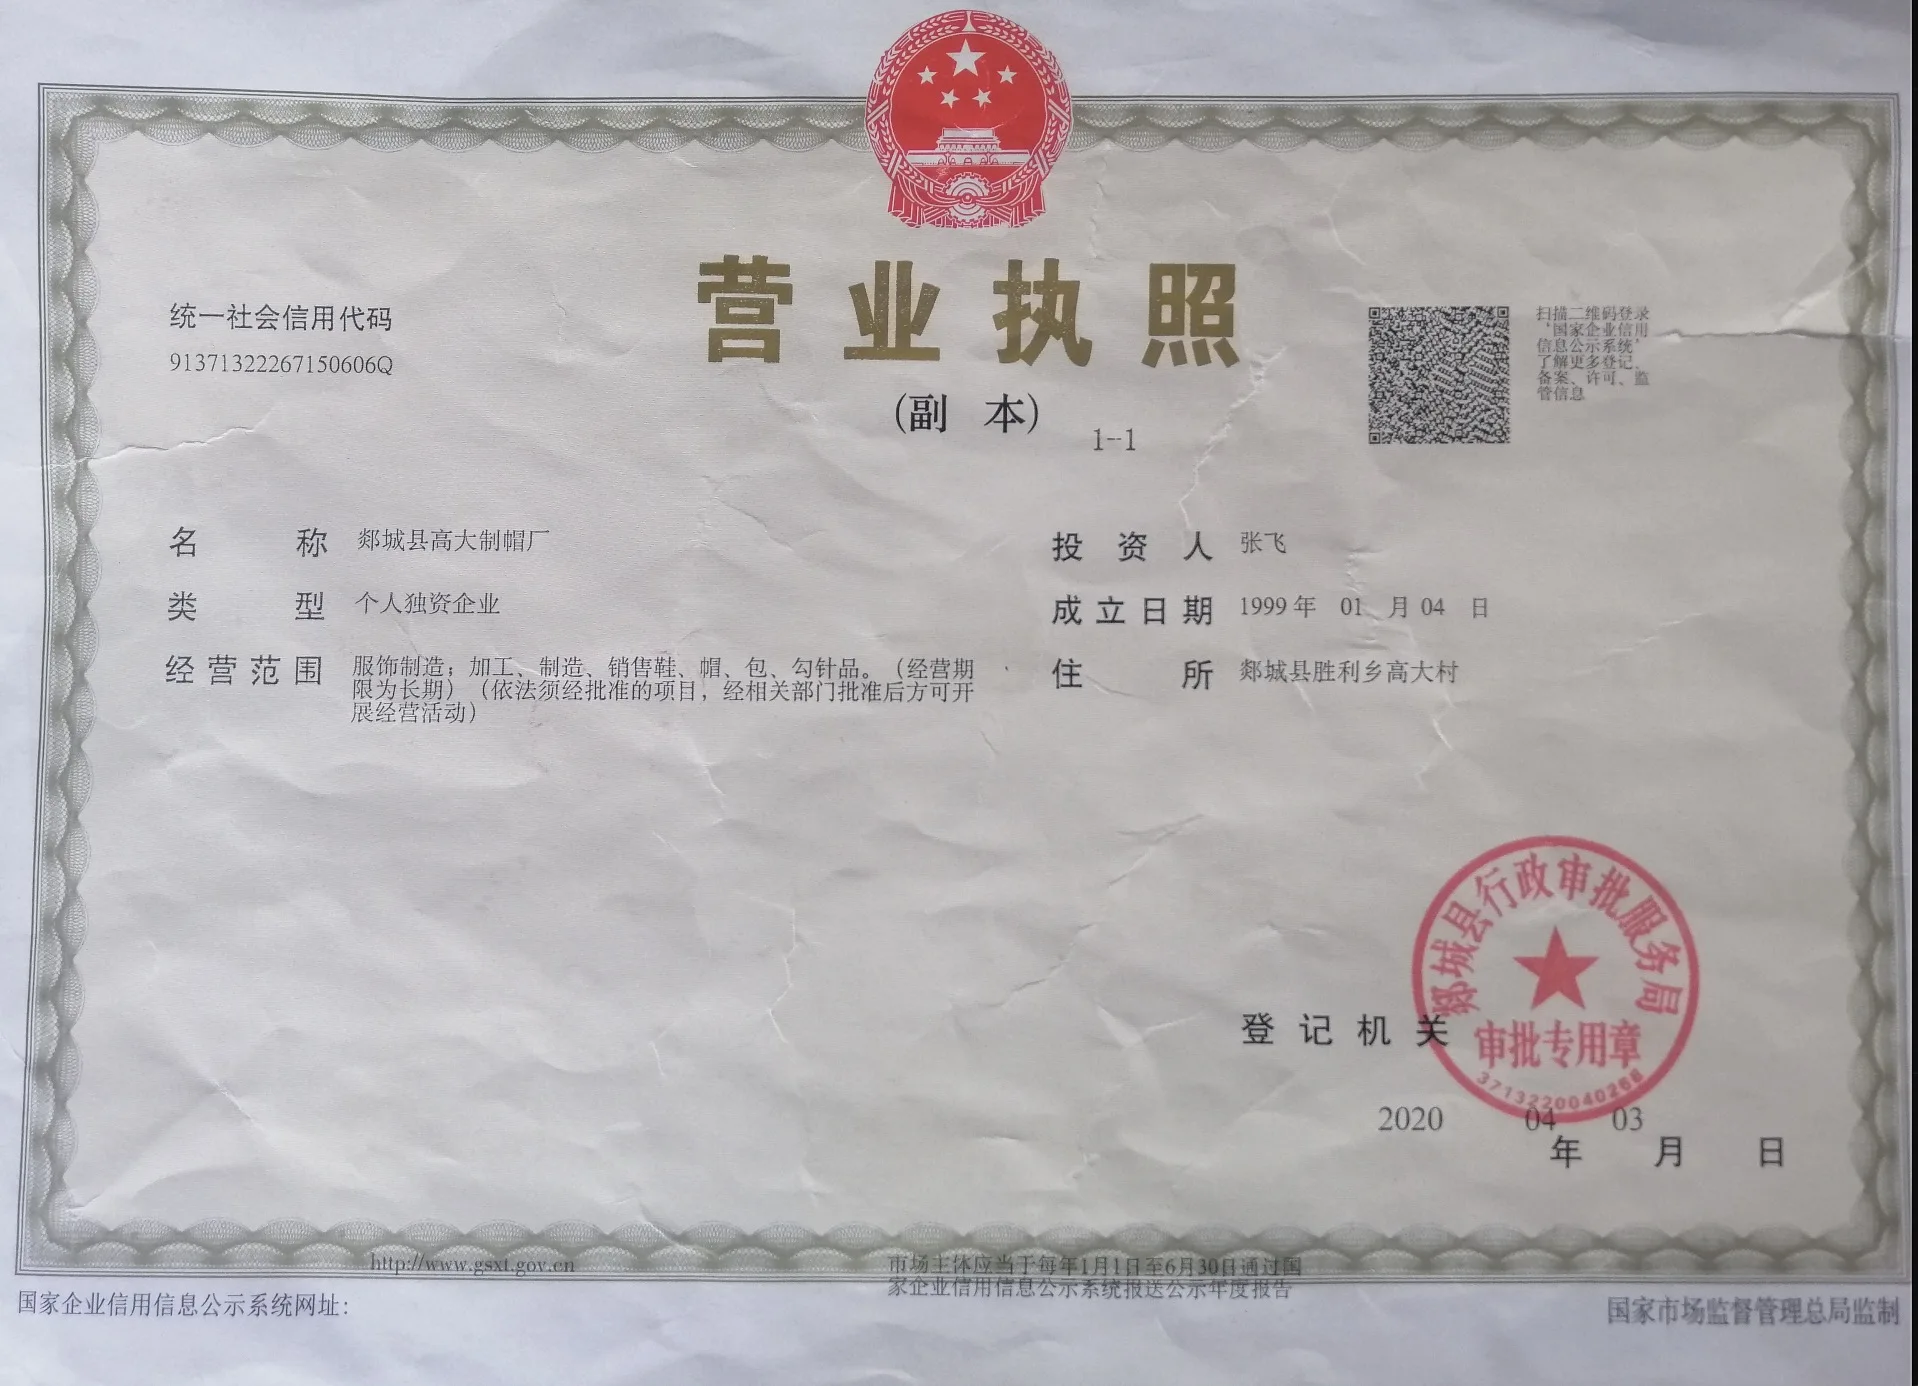 营业执照
(副 本)
1-1
统一社会信用代码
91371322267150606Q
扫描二维码登录
‘国家企业信用
信息公示系统’
了解更多登记、
备案、许可、监
管信息
名 称 郯城县高大制帽厂
类 型 个人独资企业
经营范围 服饰制造；加工、制造、销售鞋、帽、包、勾针品。（经营期
限为长期）（依法须经批准的项目，经相关部门批准后方可开
展经营活动）
投资人 张飞
成立日期 1999年 01 月04 日
住 所 郯城县胜利乡高大村
郯城县行政审批服务局
审批专用章
3713220040268
登记机关
2020 04 03
年 月 日
http://www.gsxt.gov.cn
国家企业信用信息公示系统网址：
市场主体应当于每年1月1日至6月30日通过国
家企业信用信息公示系统报送公示年度报告
国家市场监督管理总局监制